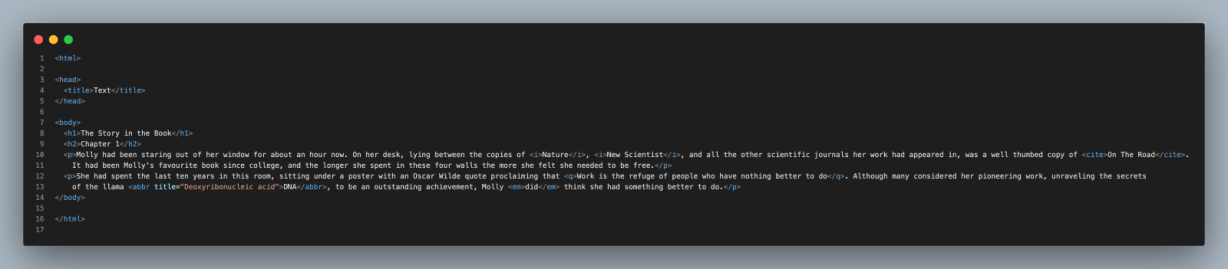 1 <html>
2
3 <head>
4 <title>Text</title>
5 </head>
6
7 <body>
8 <h1>The Story in the Book</h1>
9 <h2>Chapter 1</h2>
10 <p>Molly had been staring out of her window for about an hour now. On her desk, lying between the copies of <i>Nature</i>, <i>New Scientist</i>, and all the other scientific journals her work had appeared in, was a well thumbed copy of <cite>On The Road</cite>.
11 It had been Molly's favourite book since college, and the longer she spent in these four walls the more she felt she needed to be free.</p>
12 <p>She had spent the last ten years in this room, sitting under a poster with an Oscar Wilde quote proclaiming that <q>Work is the refuge of people who have nothing better to do</q>. Although many considered her pioneering work, unraveling the secrets
13 of the llama <abbr title="Deoxyribonucleic acid">DNA</abbr>, to be an outstanding achievement, Molly <em>did</em> think she had something better to do.</p>
14 </body>
15
16 </html>
17